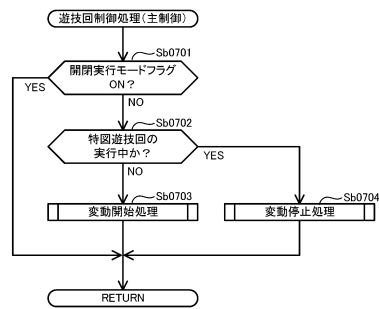 遊技回制御処理(主制御)
Sb0701
開閉実行モードフラグ
ON?
YES
NO
Sb0702
特図遊技回の
実行中か?
YES
NO
Sb0703
変動開始処理
Sb0704
変動停止処理
RETURN